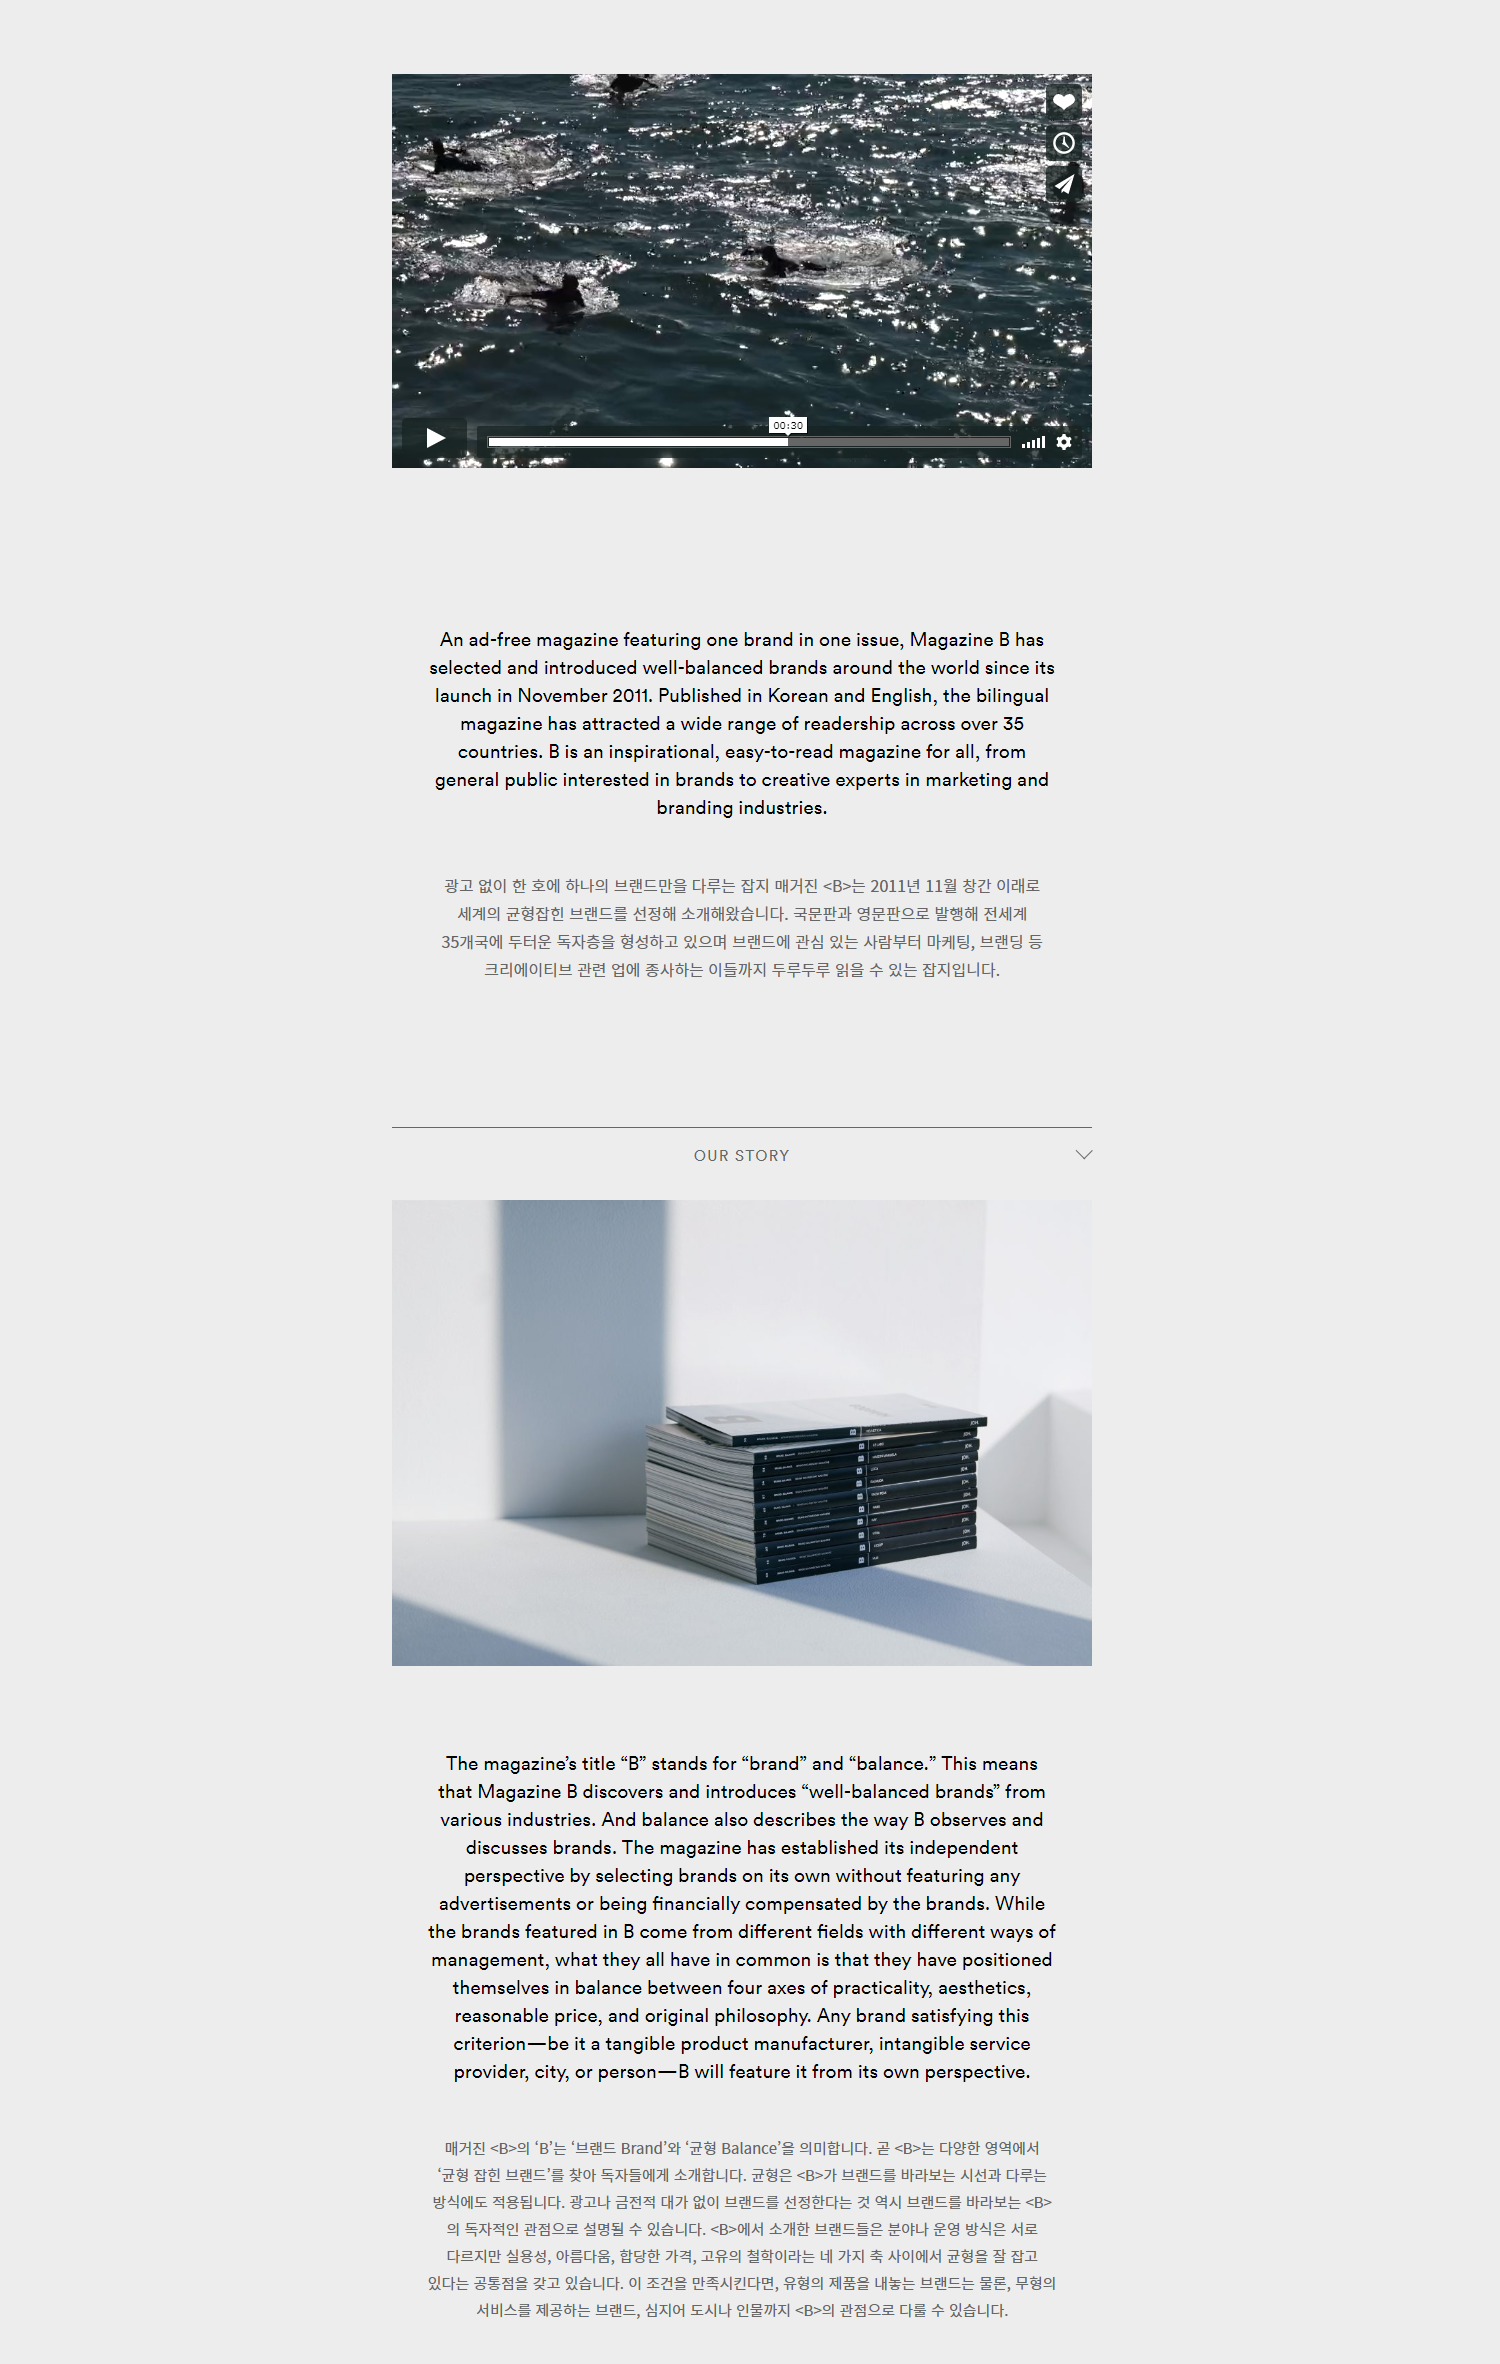 00:30
An ad-free magazine featuring one brand in one issue, Magazine B has
selected and introduced well-balanced brands around the world since its
launch in November 2011. Published in Korean and English, the bilingual
magazine has attracted a wide range of readership across over 35
countries. B is an inspirational, easy-to-read magazine for all, from
general public interested in brands to creative experts in marketing and
branding industries.
광고 없이 한 호에 하나의 브랜드만을 다루는 잡지 매거진 <B>는 2011년 11월 창간 이래로
세계의 균형잡힌 브랜드를 선정해 소개해왔습니다. 국문판과 영문판으로 발행해 전세계
35개국에 두터운 독자층을 형성하고 있으며 브랜드에 관심 있는 사람부터 마케팅, 브랜딩 등
크리에이티브 관련 업에 종사하는 이들까지 두루두루 읽을 수 있는 잡지입니다.
OUR STORY
The magazine’s title “B” stands for “brand” and “balance.” This means
that Magazine B discovers and introduces “well-balanced brands” from
various industries. And balance also describes the way B observes and
discusses brands. The magazine has established its independent
perspective by selecting brands on its own without featuring any
advertisements or being financially compensated by the brands. While
the brands featured in B come from different fields with different ways of
management, what they all have in common is that they have positioned
themselves in balance between four axes of practicality, aesthetics,
reasonable price, and original philosophy. Any brand satisfying this
criterion—be it a tangible product manufacturer, intangible service
provider, city, or person—B will feature it from its own perspective.
매거진 <B>의 ‘B’는 ‘브랜드 Brand’와 ‘균형 Balance’을 의미합니다. 곧 <B>는 다양한 영역에서
‘균형 잡힌 브랜드’를 찾아 독자들에게 소개합니다. 균형은 <B>가 브랜드를 바라보는 시선과 다루는
방식에도 적용됩니다. 광고나 금전적 대가 없이 브랜드를 선정한다는 것 역시 브랜드를 바라보는 <B>
의 독자적인 관점으로 설명될 수 있습니다. <B>에서 소개한 브랜드들은 분야나 운영 방식은 서로
다르지만 실용성, 아름다움, 합당한 가격, 고유의 철학이라는 네 가지 축 사이에서 균형을 잘 잡고
있다는 공통점을 갖고 있습니다. 이 조건을 만족시킨다면, 유형의 제품을 내놓는 브랜드는 물론, 무형의
서비스를 제공하는 브랜드, 심지어 도시나 인물까지 <B>의 관점으로 다룰 수 있습니다.